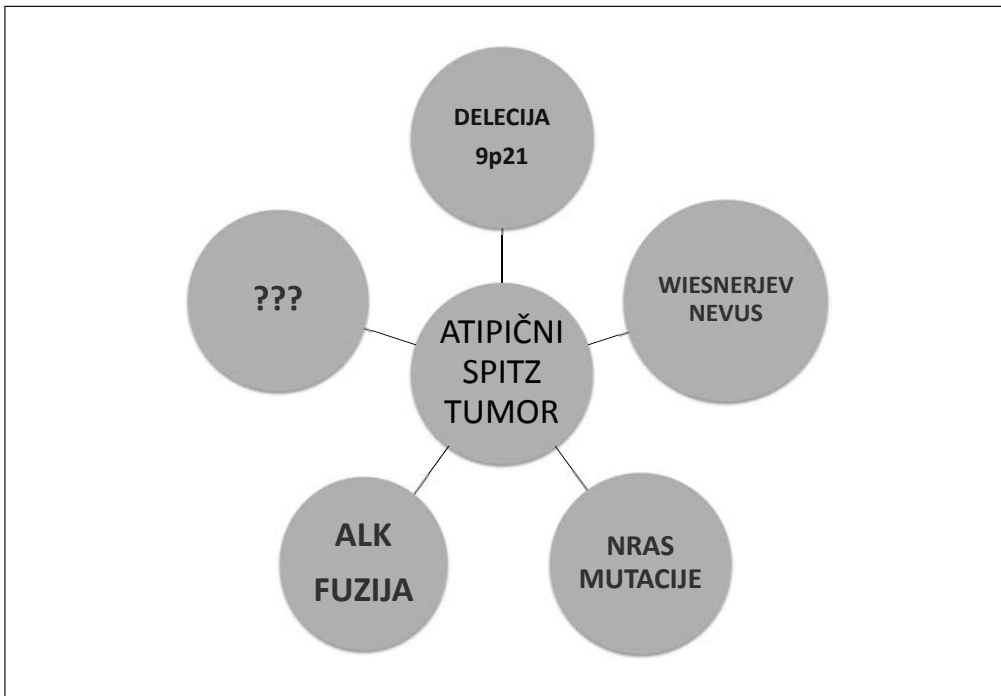 DELECIJA
9p21
WIESNERJEV
NEVUS
???
ATIPIČNI
SPITZ
TUMOR
ALK
FUZIJA
NRAS
MUTACIJE